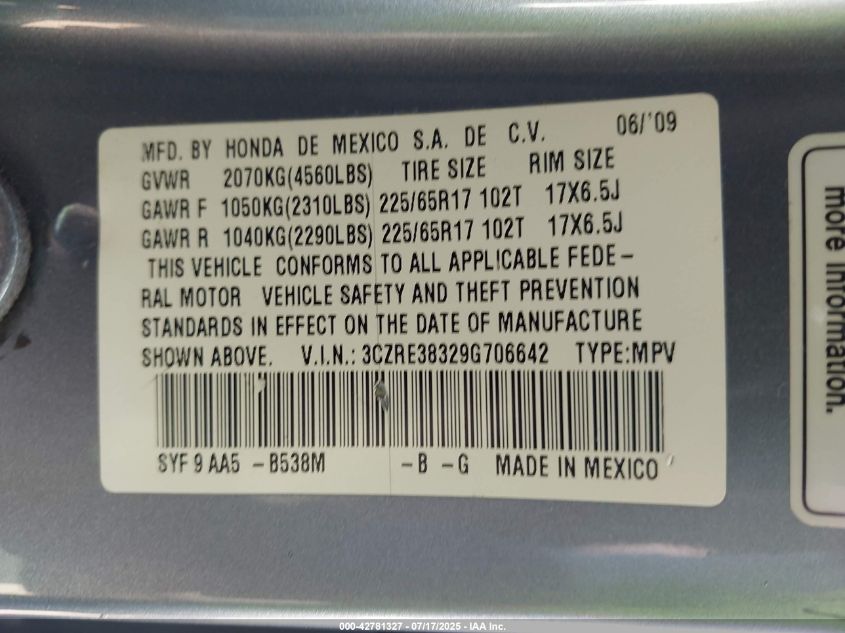 MFD. BY HONDA DE MEXICO S.A. DE C.V. 06/'09
GVWR 2070KG(4560LBS) TIRE SIZE RIM SIZE
GAWR F 1050KG(2310LBS) 225/65R17 102T 17X6.5J
GAWR R 1040KG(2290LBS) 225/65R17 102T 17X6.5J
THIS VEHICLE CONFORMS TO ALL APPLICABLE FEDE-
RAL MOTOR VEHICLE SAFETY AND THEFT PREVENTION
STANDARDS IN EFFECT ON THE DATE OF MANUFACTURE
SHOWN ABOVE. V.I.N.: 3CZRE38329G706642 TYPE:MPV
SYF 9 AA5 -B538M -B -G MADE IN MEXICO
more information.
000-42781327 - 07/17/2025 - IAA Inc.